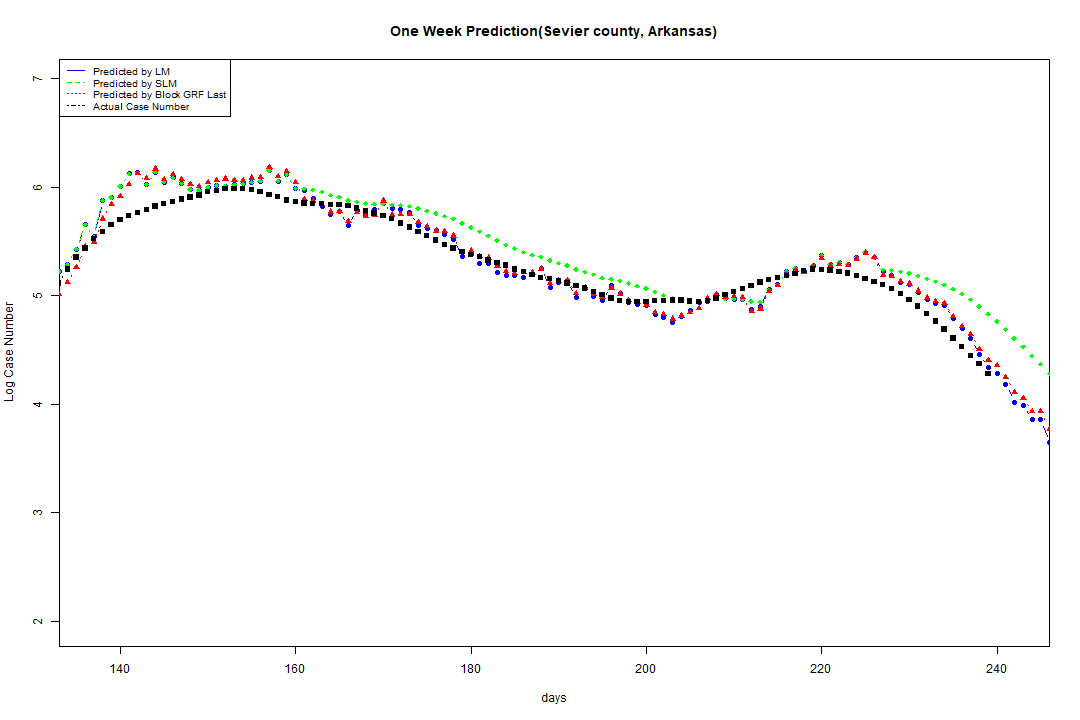 One Week Prediction(Sevier county, Arkansas)
Predicted by LM
Predicted by SLM
Predicted by Block GRF Last
Actual Case Number
7
6
5
4
3
2
Log Case Number
140 160 180 200 220 240
days